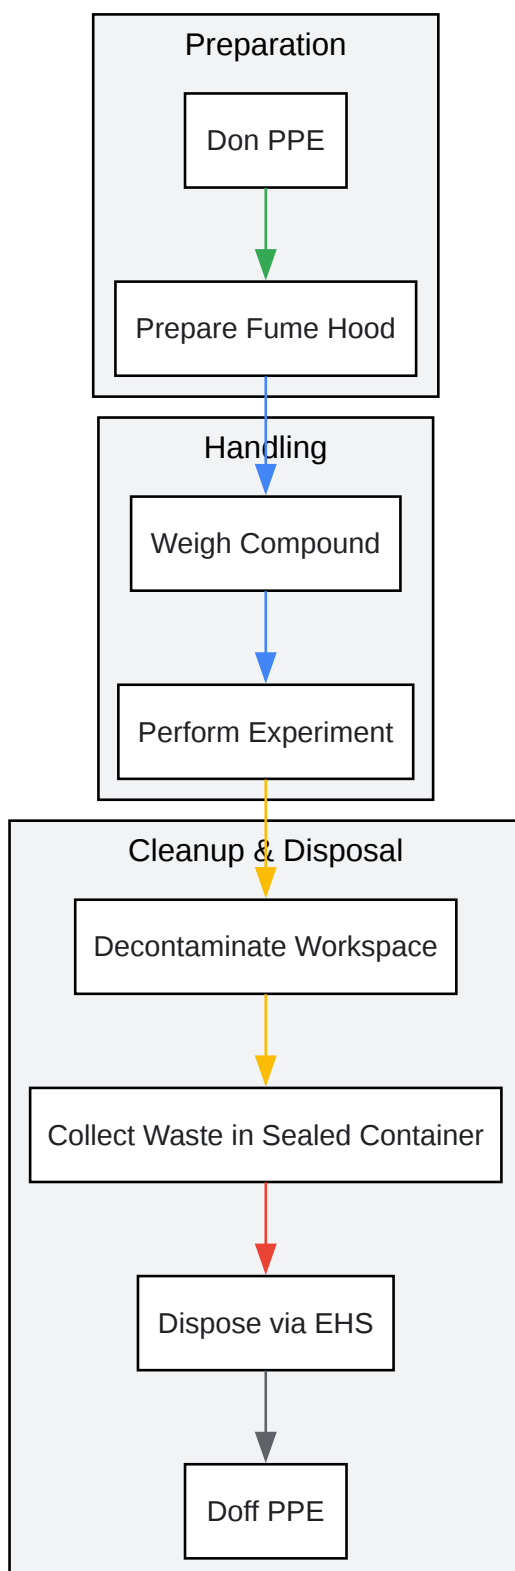 Preparation
Don PPE
Prepare Fume Hood
Handling
Weigh Compound
Perform Experiment
Cleanup & Disposal
Decontaminate Workspace
Collect Waste in Sealed Container
Dispose via EHS
Doff PPE